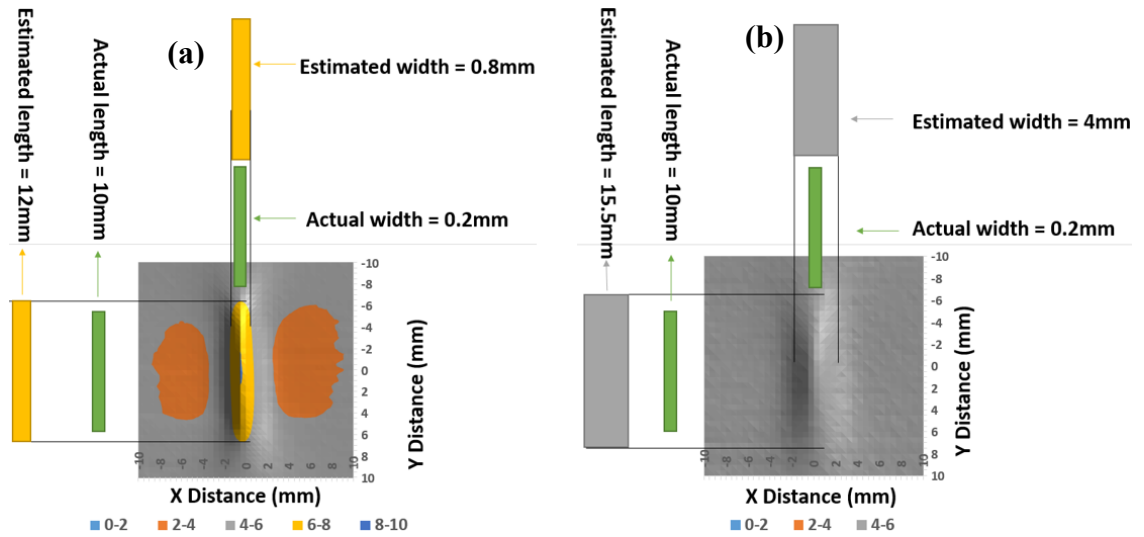 (a)
Estimated length = 12mm
Actual length = 10mm
Estimated width = 0.8mm
Actual width = 0.2mm
-10
-8
-6
-4
-2
0
2
4
6
8
10
Y Distance (mm)
-10 -8 -6 -4 -2 0 2 4 6 8 10
X Distance (mm)
0-2 2-4 4-6 6-8 8-10
(b)
Estimated length = 15.5mm
Actual length = 10mm
Estimated width = 4mm
Actual width = 0.2mm
-10
-8
-6
-4
-2
0
2
4
6
8
10
Y Distance (mm)
-10 -8 -6 -4 -2 0 2 4 6 8 10
X Distance (mm)
0-2 2-4 4-6